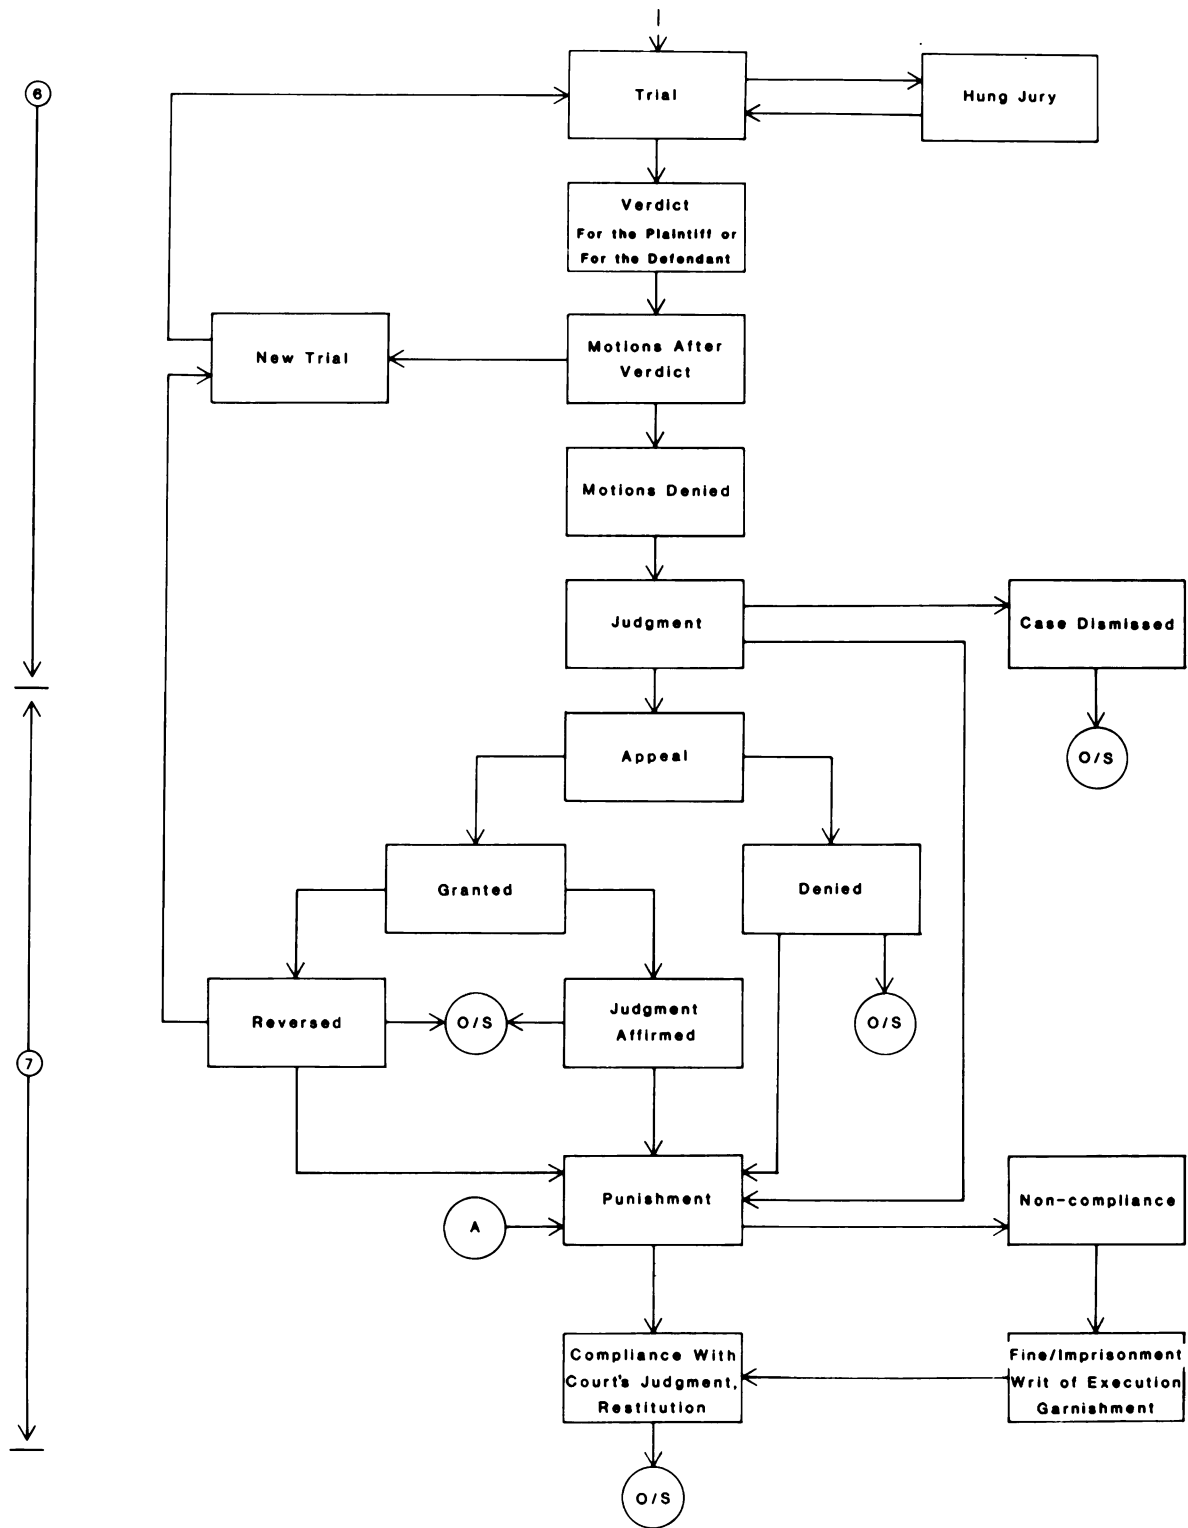 6
Trial
Hung Jury
Verdict
For the Plaintiff or
For the Defendant
New Trial
Motions After
Verdict
Motions Denied
Judgment
Case Dismissed
O/S
Appeal
Granted
Denied
7
Reversed
O/S
Judgment
Affirmed
O/S
A
Punishment
Non-compliance
Compliance With
Court's Judgment,
Restitution
Fine/Imprisonment
Writ of Execution
Garnishment
O/S